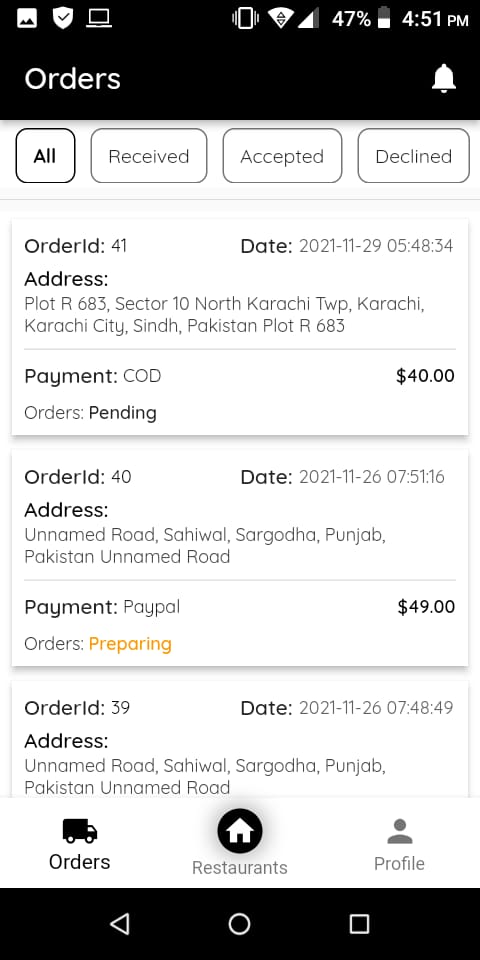 47% 4:51 PM
Orders
All Received Accepted Declined
OrderId: 41 Date: 2021-11-29 05:48:34
Address:
Plot R 683, Sector 10 North Karachi Twp, Karachi,
Karachi City, Sindh, Pakistan Plot R 683
Payment: COD $40.00
Orders: Pending
OrderId: 40 Date: 2021-11-26 07:51:16
Address:
Unnamed Road, Sahiwal, Sargodha, Punjab,
Pakistan Unnamed Road
Payment: Paypal $49.00
Orders: Preparing
OrderId: 39 Date: 2021-11-26 07:48:49
Address:
Unnamed Road, Sahiwal, Sargodha, Punjab,
Pakistan Unnamed Road
Orders Restaurants Profile